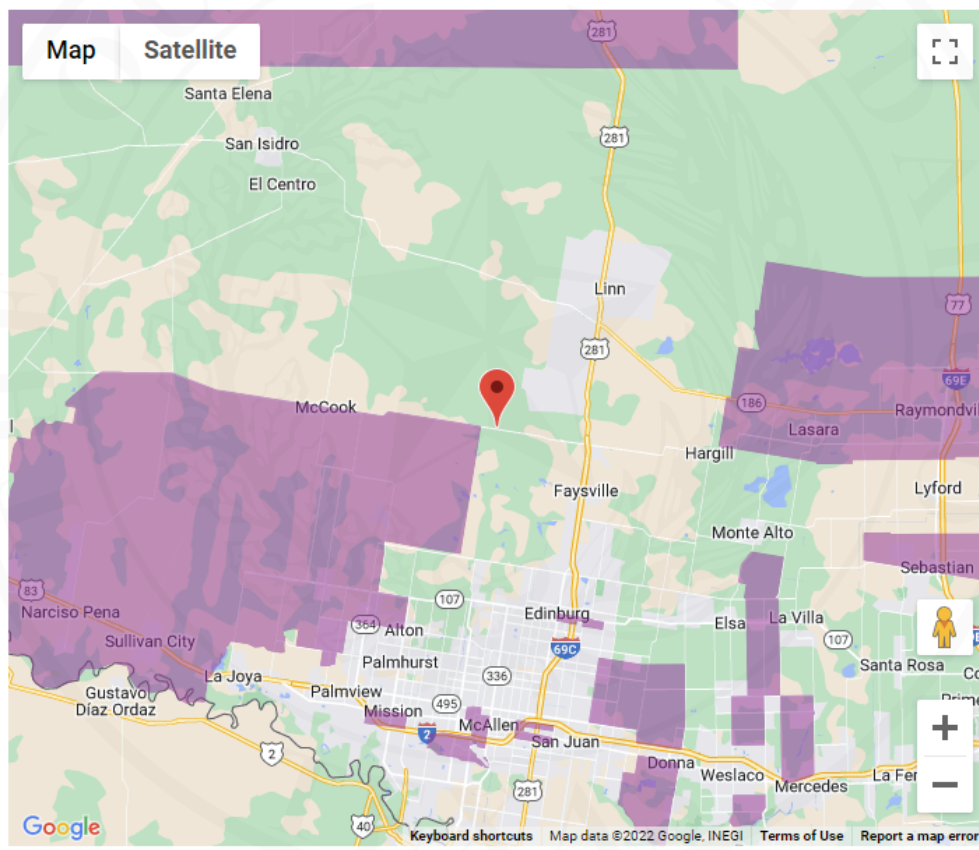 281
Map
Satellite
Santa Elena
281
San Isidro
El Centro
Linn
77
281
69E
McCook
186
Raymondvil
Lasara
Hargill
Faysville
Lyford
Monte Alto
Sebastian
83
107
Narciso Pena
Edinburg
Elsa
La Villa
364
Alton
107
Sullivan City
69C
Palmhurst
Santa Rosa
La Joya
336
Co
Gustavo
Díaz Ordaz
Palmview
495
Prime
Mission
McAllen
2
San Juan
2
Donna
Weslaco
La Fer
Mercedes
281
Google
40
Keyboard shortcuts
Map data ©2022 Google, INEGI
Terms of Use
Report a map error